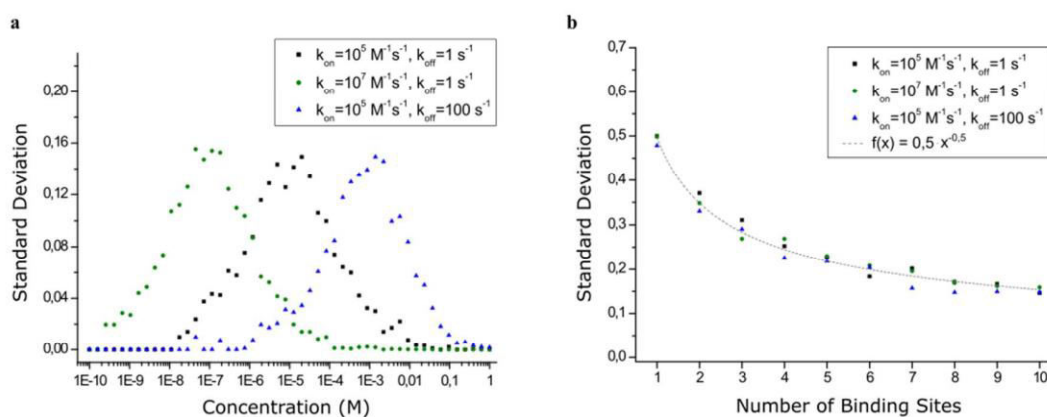 a
k_on=10^5 M^-1s^-1, k_off=1 s^-1
k_on=10^7 M^-1s^-1, k_off=1 s^-1
k_on=10^5 M^-1s^-1, k_off=100 s^-1
0,20
0,16
0,12
0,08
0,04
0,00
Standard Deviation
1E-10 1E-9 1E-8 1E-7 1E-6 1E-5 1E-4 1E-3 0,01 0,1 1
Concentration (M)
b
k_on=10^5 M^-1s^-1, k_off=1 s^-1
k_on=10^7 M^-1s^-1, k_off=1 s^-1
k_on=10^5 M^-1s^-1, k_off=100 s^-1
f(x) = 0,5· x^-0,5
0,7
0,6
0,5
0,4
0,3
0,2
0,1
0,0
Standard Deviation
1 2 3 4 5 6 7 8 9 10
Number of Binding Sites